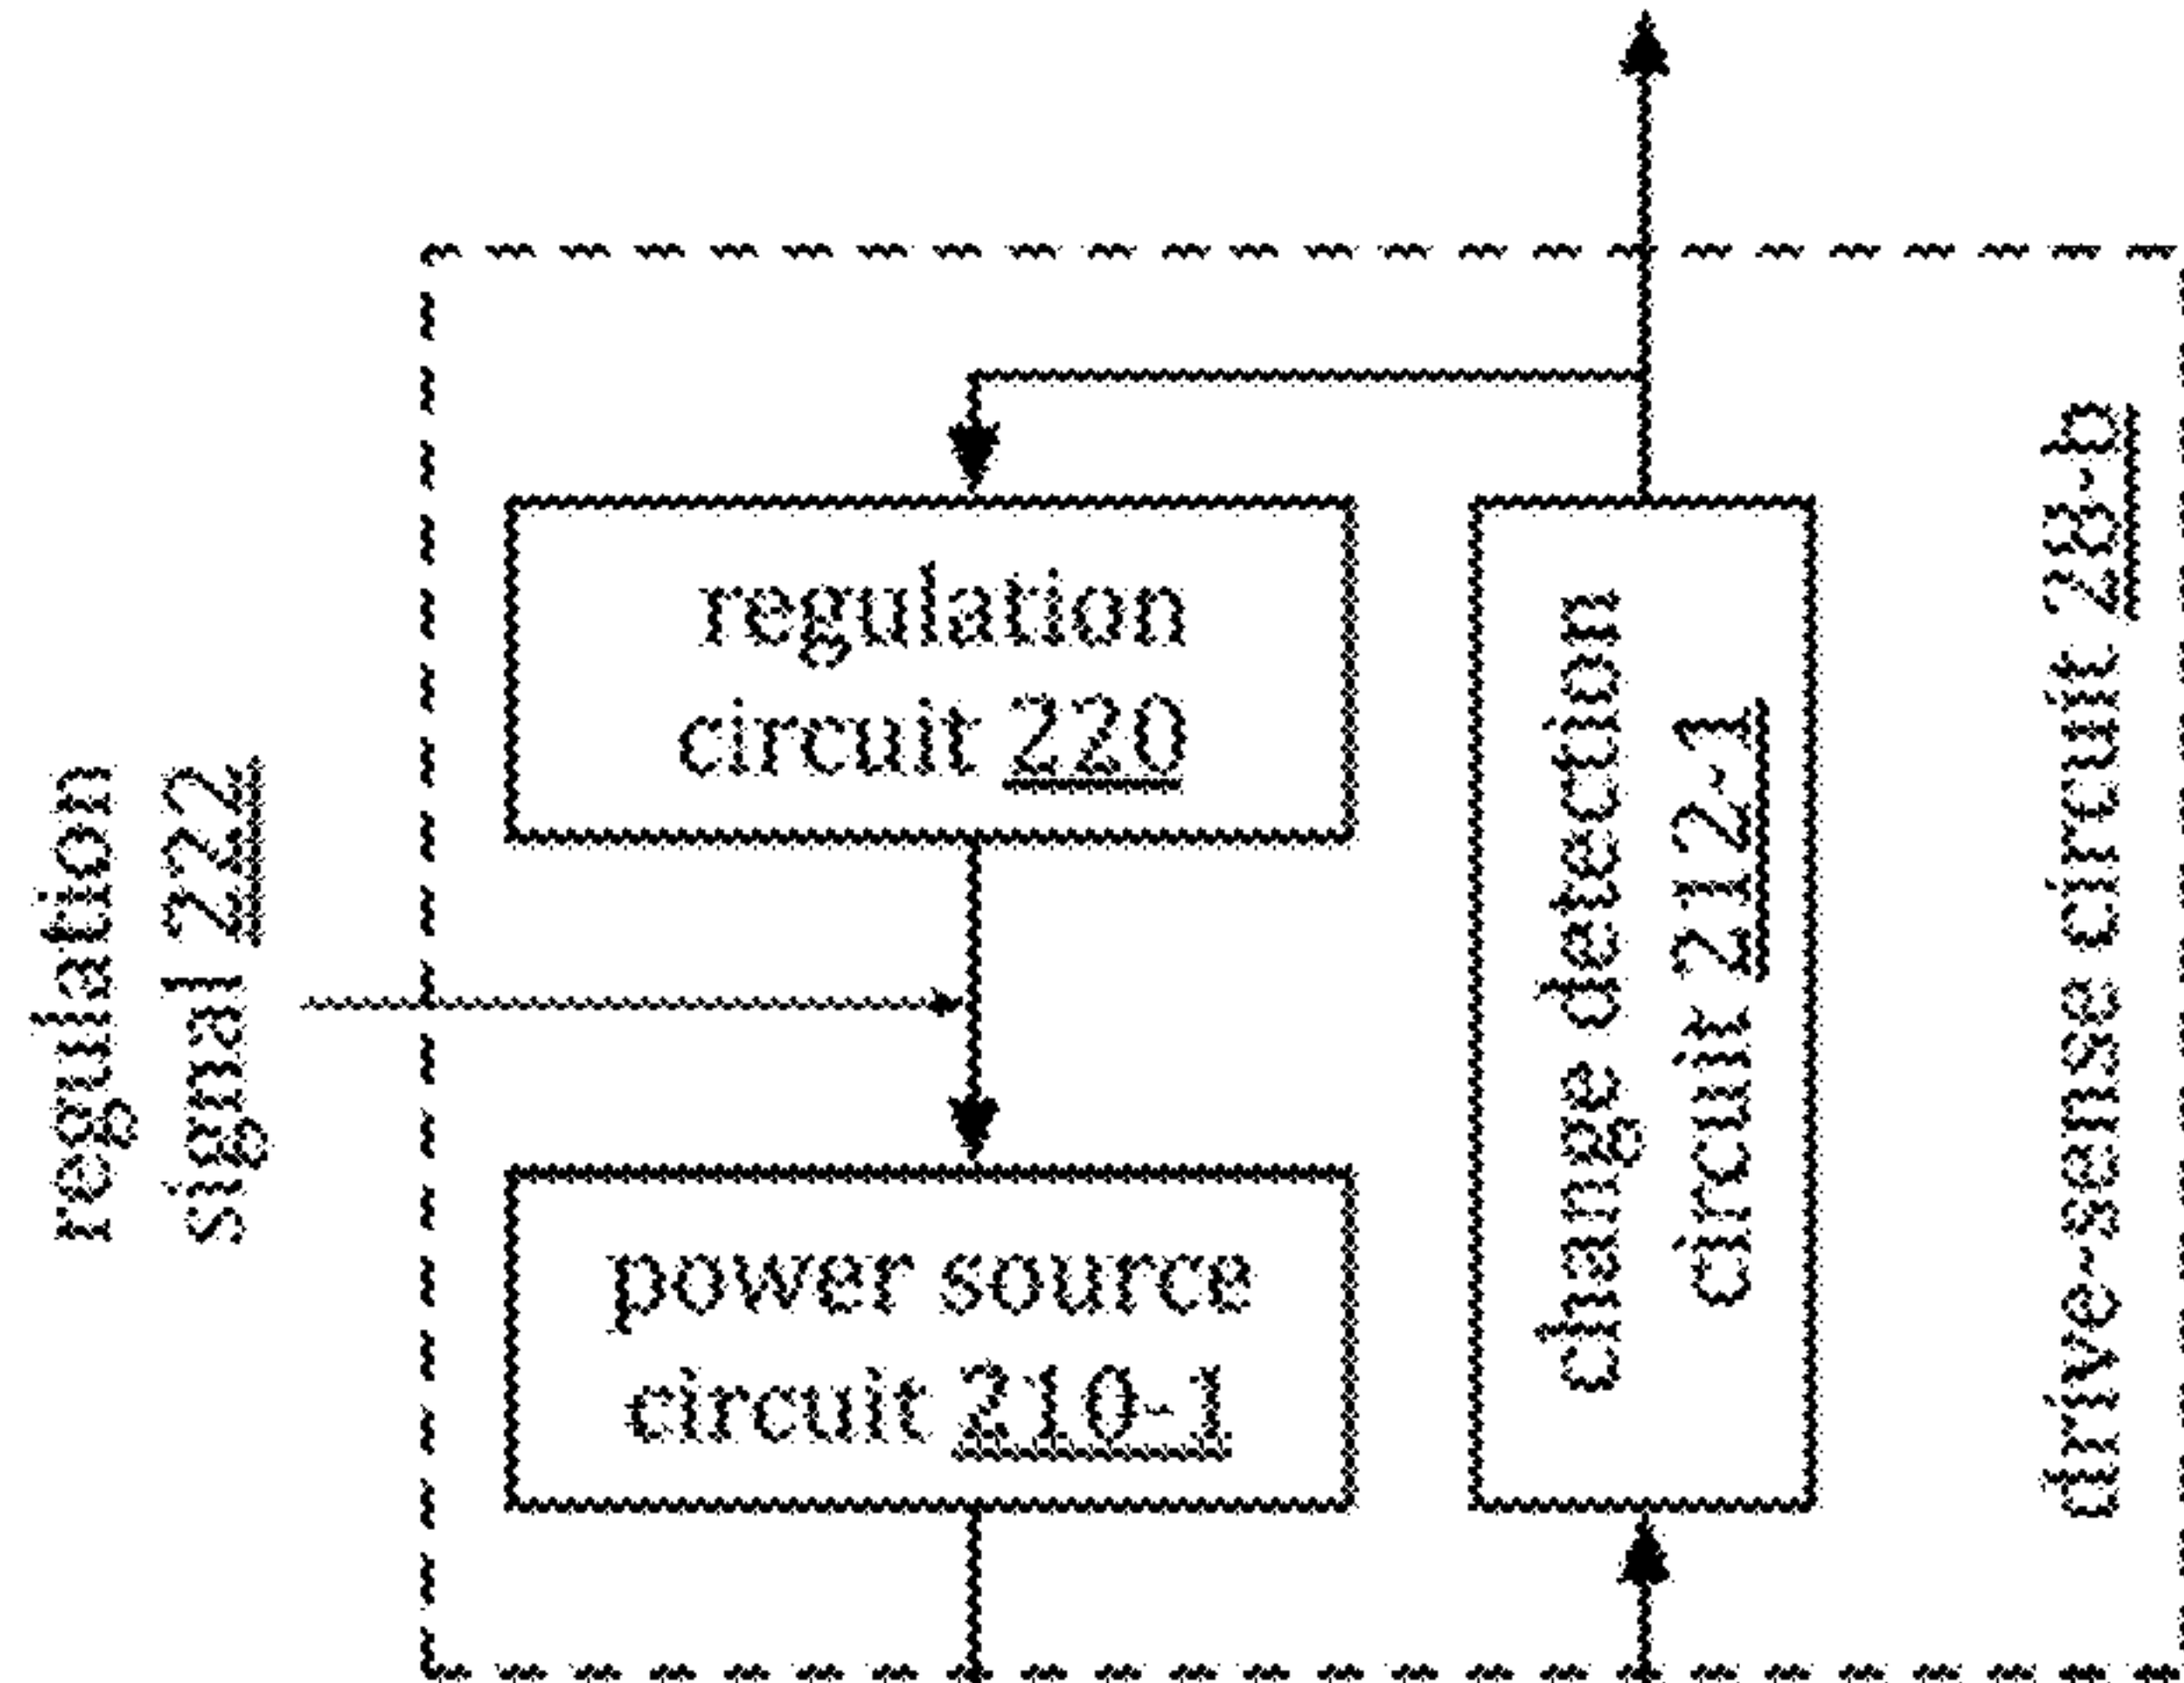 regulation
signal 222
regulation
circuit 220
power source
circuit 210-1
change detection
circuit 212-1
drive-sense circuit 28-b